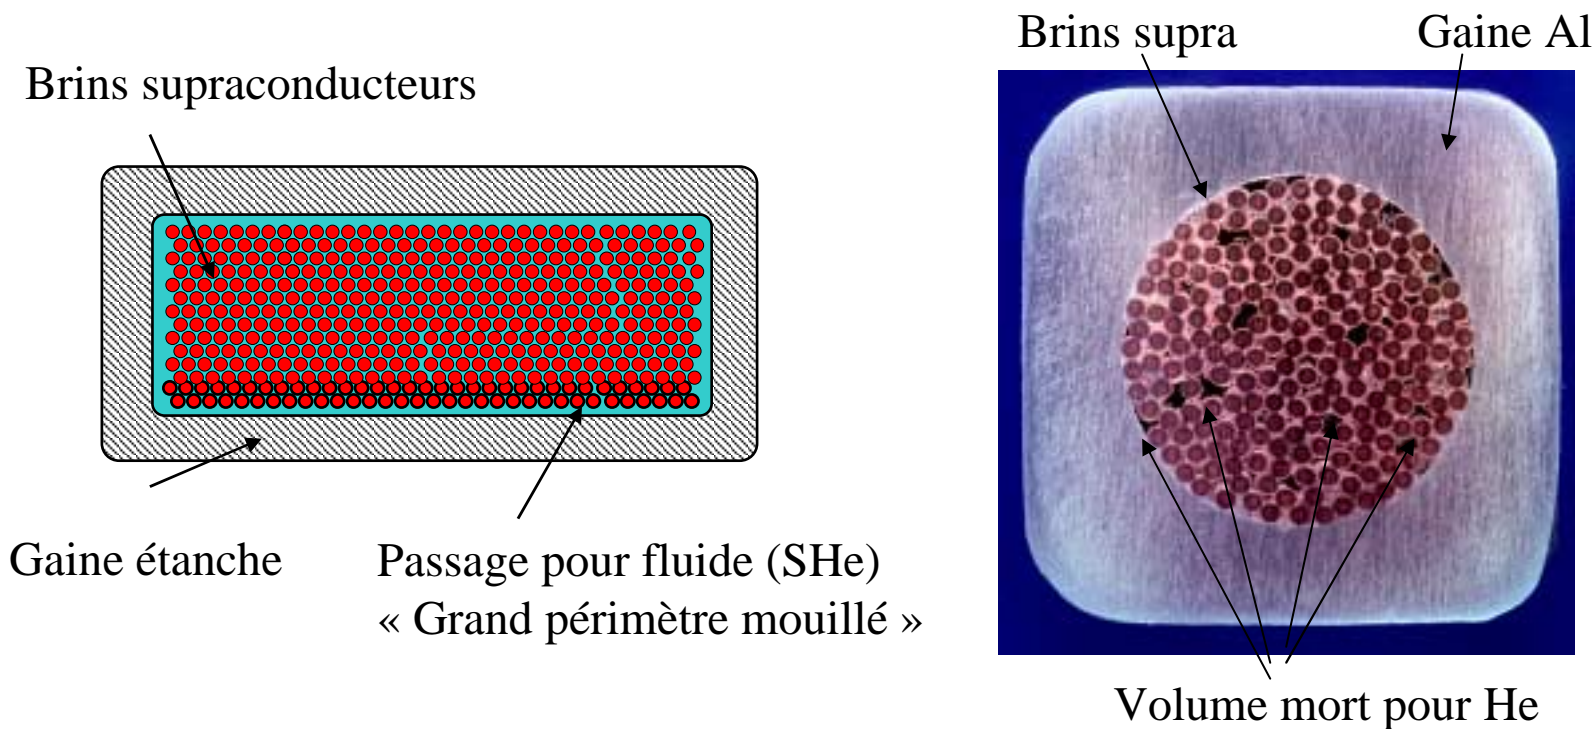 Brins supra
Gaine Al
Brins supraconducteurs
Gaine étanche
Passage pour fluide (SHe)
« Grand périmètre mouillé »
Volume mort pour He